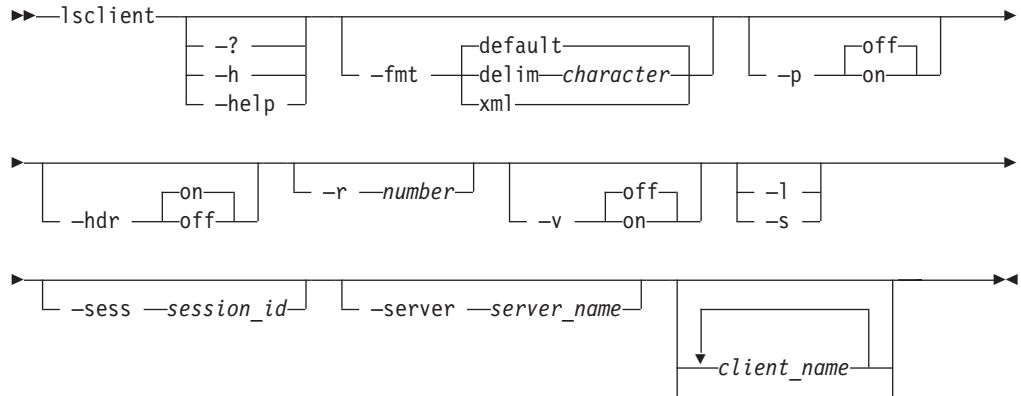 lsclient
–?
–h
–help
–fmt
default
delim character
xml
–p
off
on
–hdr
on
off
–r number
–v
off
on
–l
–s
–sess session_id
–server server_name
client_name